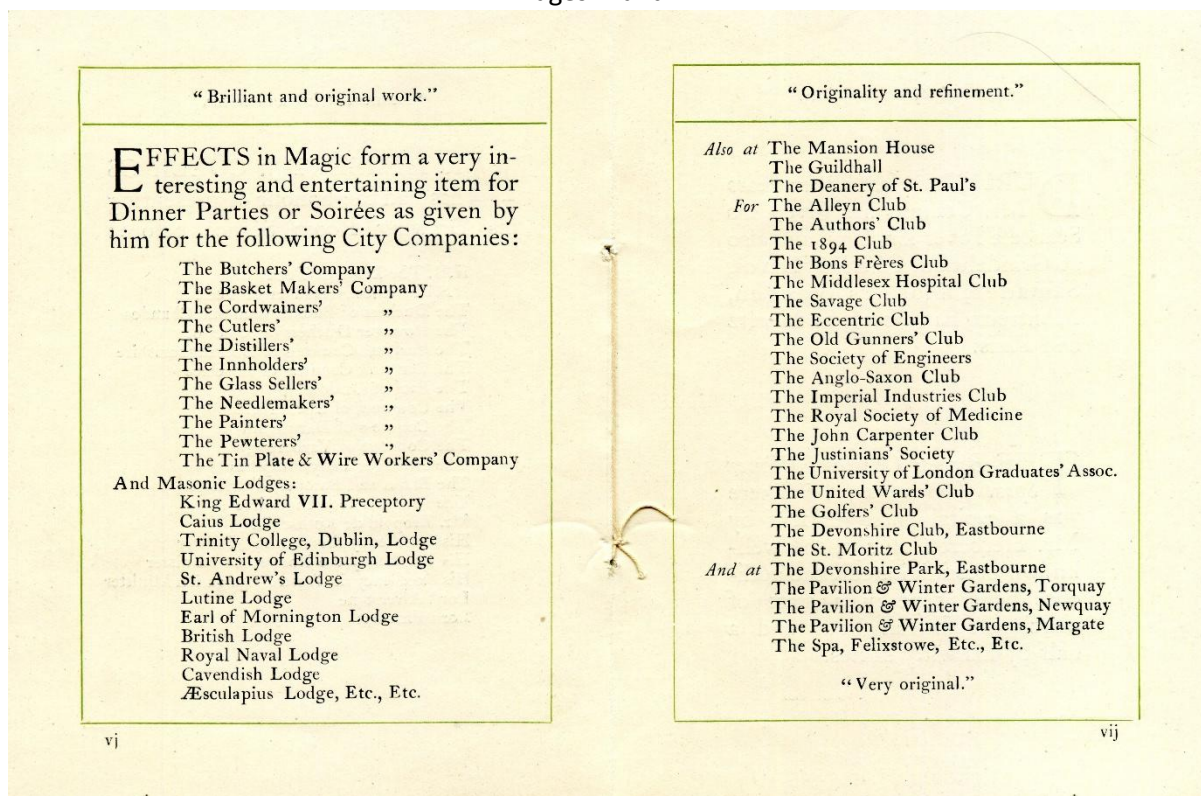 "Brilliant and original work."
EFFECTS in Magic form a very in-
teresting and entertaining item for
Dinner Parties or Soirées as given by
him for the following City Companies:
The Butchers' Company
The Basket Makers' Company
The Cordwainers' „
The Cutlers' „
The Distillers' „
The Innholders' „
The Glass Sellers' „
The Needlemakers' „
The Painters' „
The Pewterers' „
The Tin Plate & Wire Workers' Company
And Masonic Lodges:
King Edward VII. Preceptory
Caius Lodge
Trinity College, Dublin, Lodge
University of Edinburgh Lodge
St. Andrew's Lodge
Lutine Lodge
Earl of Mornington Lodge
British Lodge
Royal Naval Lodge
Cavendish Lodge
Æsculapius Lodge, Etc., Etc.
vj
"Originality and refinement."
Also at The Mansion House
The Guildhall
The Deanery of St. Paul's
For The Alleyn Club
The Authors' Club
The 1894 Club
The Bons Frères Club
The Middlesex Hospital Club
The Savage Club
The Eccentric Club
The Old Gunners' Club
The Society of Engineers
The Anglo-Saxon Club
The Imperial Industries Club
The Royal Society of Medicine
The John Carpenter Club
The Justinians' Society
The University of London Graduates' Assoc.
The United Wards' Club
The Golfers' Club
The Devonshire Club, Eastbourne
The St. Moritz Club
And at The Devonshire Park, Eastbourne
The Pavilion & Winter Gardens, Torquay
The Pavilion & Winter Gardens, Newquay
The Pavilion & Winter Gardens, Margate
The Spa, Felixstowe, Etc., Etc.
"Very original."
vij